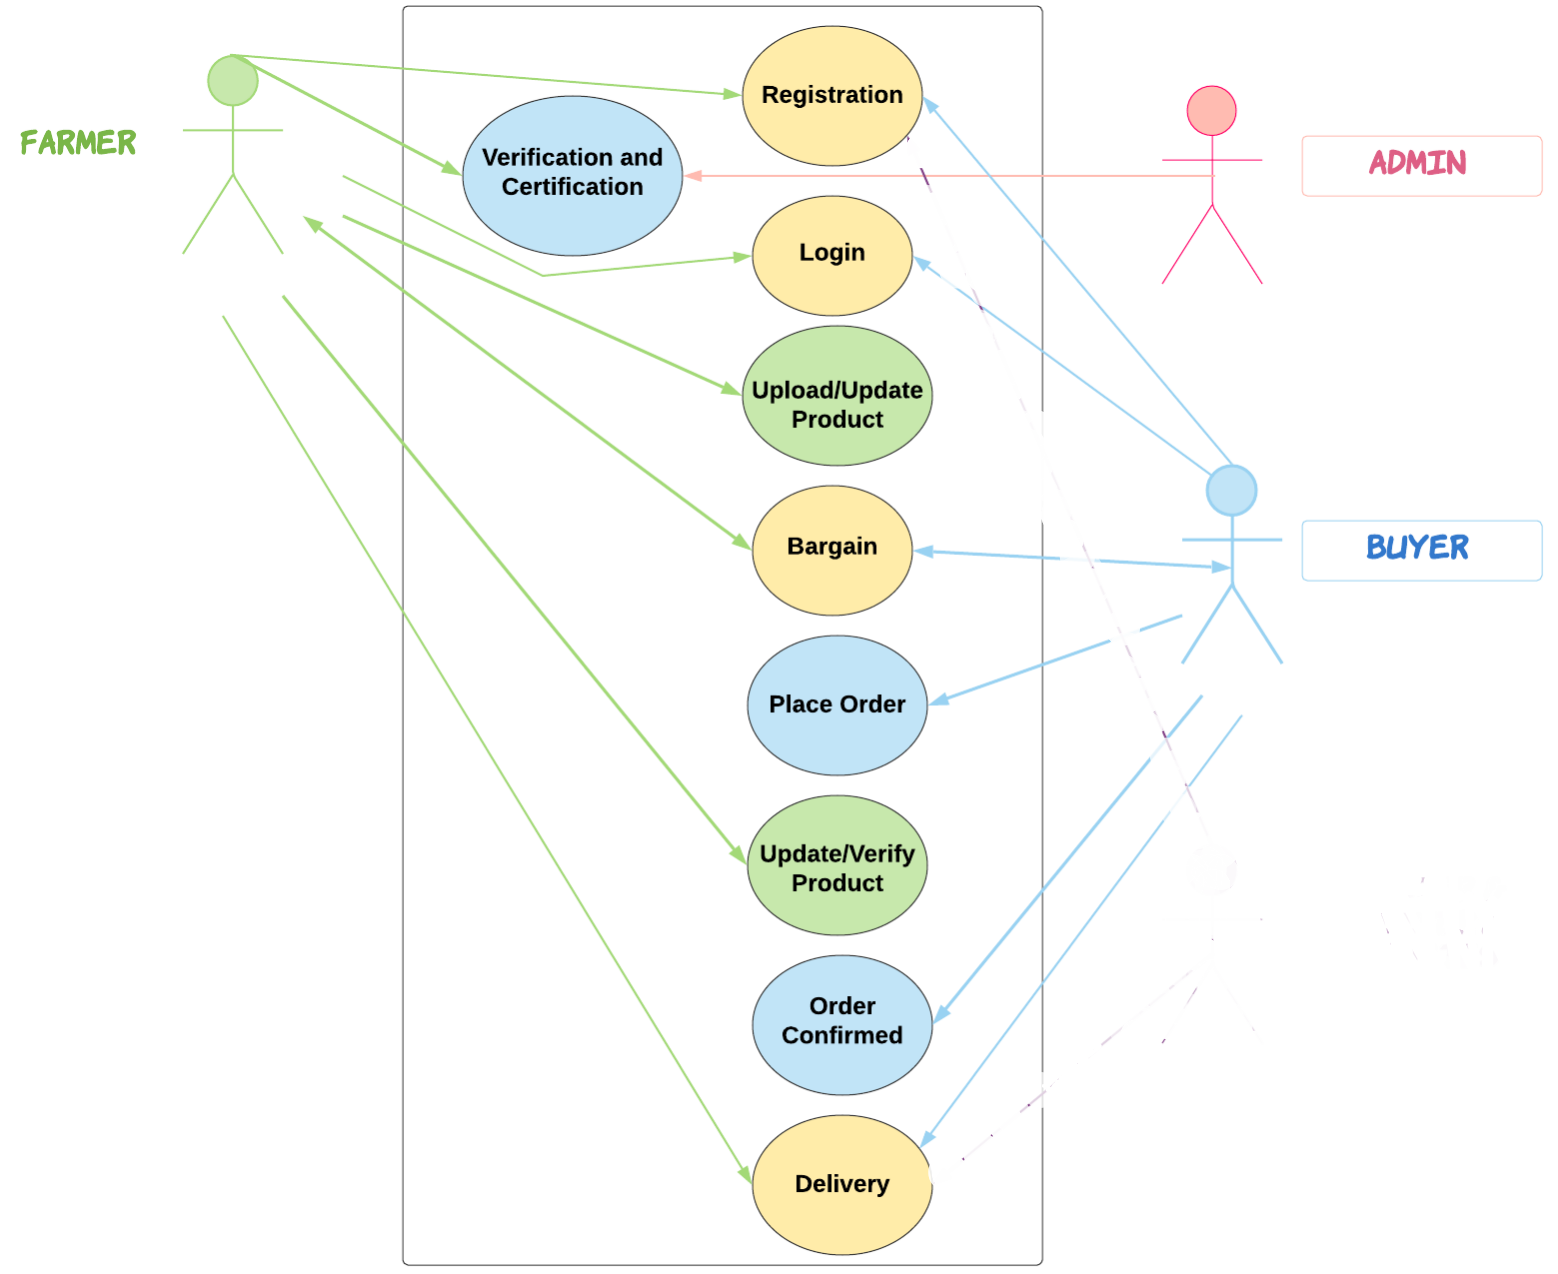 FARMER
Registration
Verification and
Certification
ADMIN
Login
Upload/Update
Product
Bargain
BUYER
Place Order
Update/Verify
Product
Order
Confirmed
Delivery